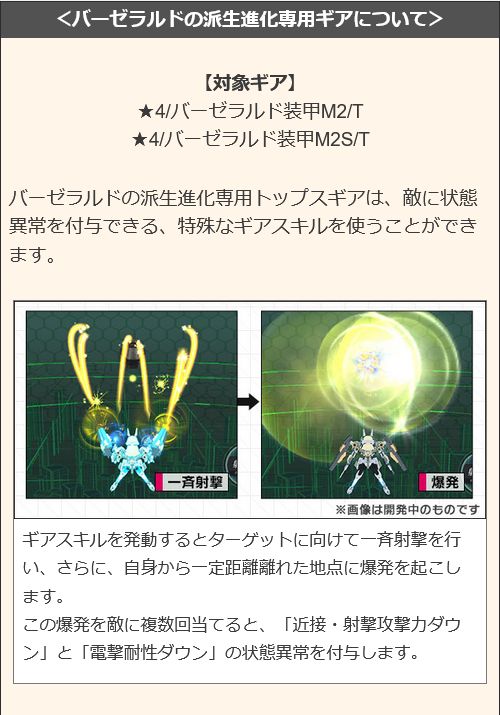 ＜バーゼラルドの派生進化専用ギアについて＞
【対象ギア】
★4/バーゼラルド装甲M2/T
★4/バーゼラルド装甲M2S/T
バーゼラルドの派生進化専用トップスギアは、敵に状態
異常を付与できる、特殊なギアスキルを使うことができ
ます。
一斉射撃
爆発
※画像は開発中のものです
ギアスキルを発動するとターゲットに向けて一斉射撃を行
い、さらに、自身から一定距離離れた地点に爆発を起こし
ます。
この爆発を敵に複数回当てると、「近接・射撃攻撃力ダウ
ン」と「電撃耐性ダウン」の状態異常を付与します。